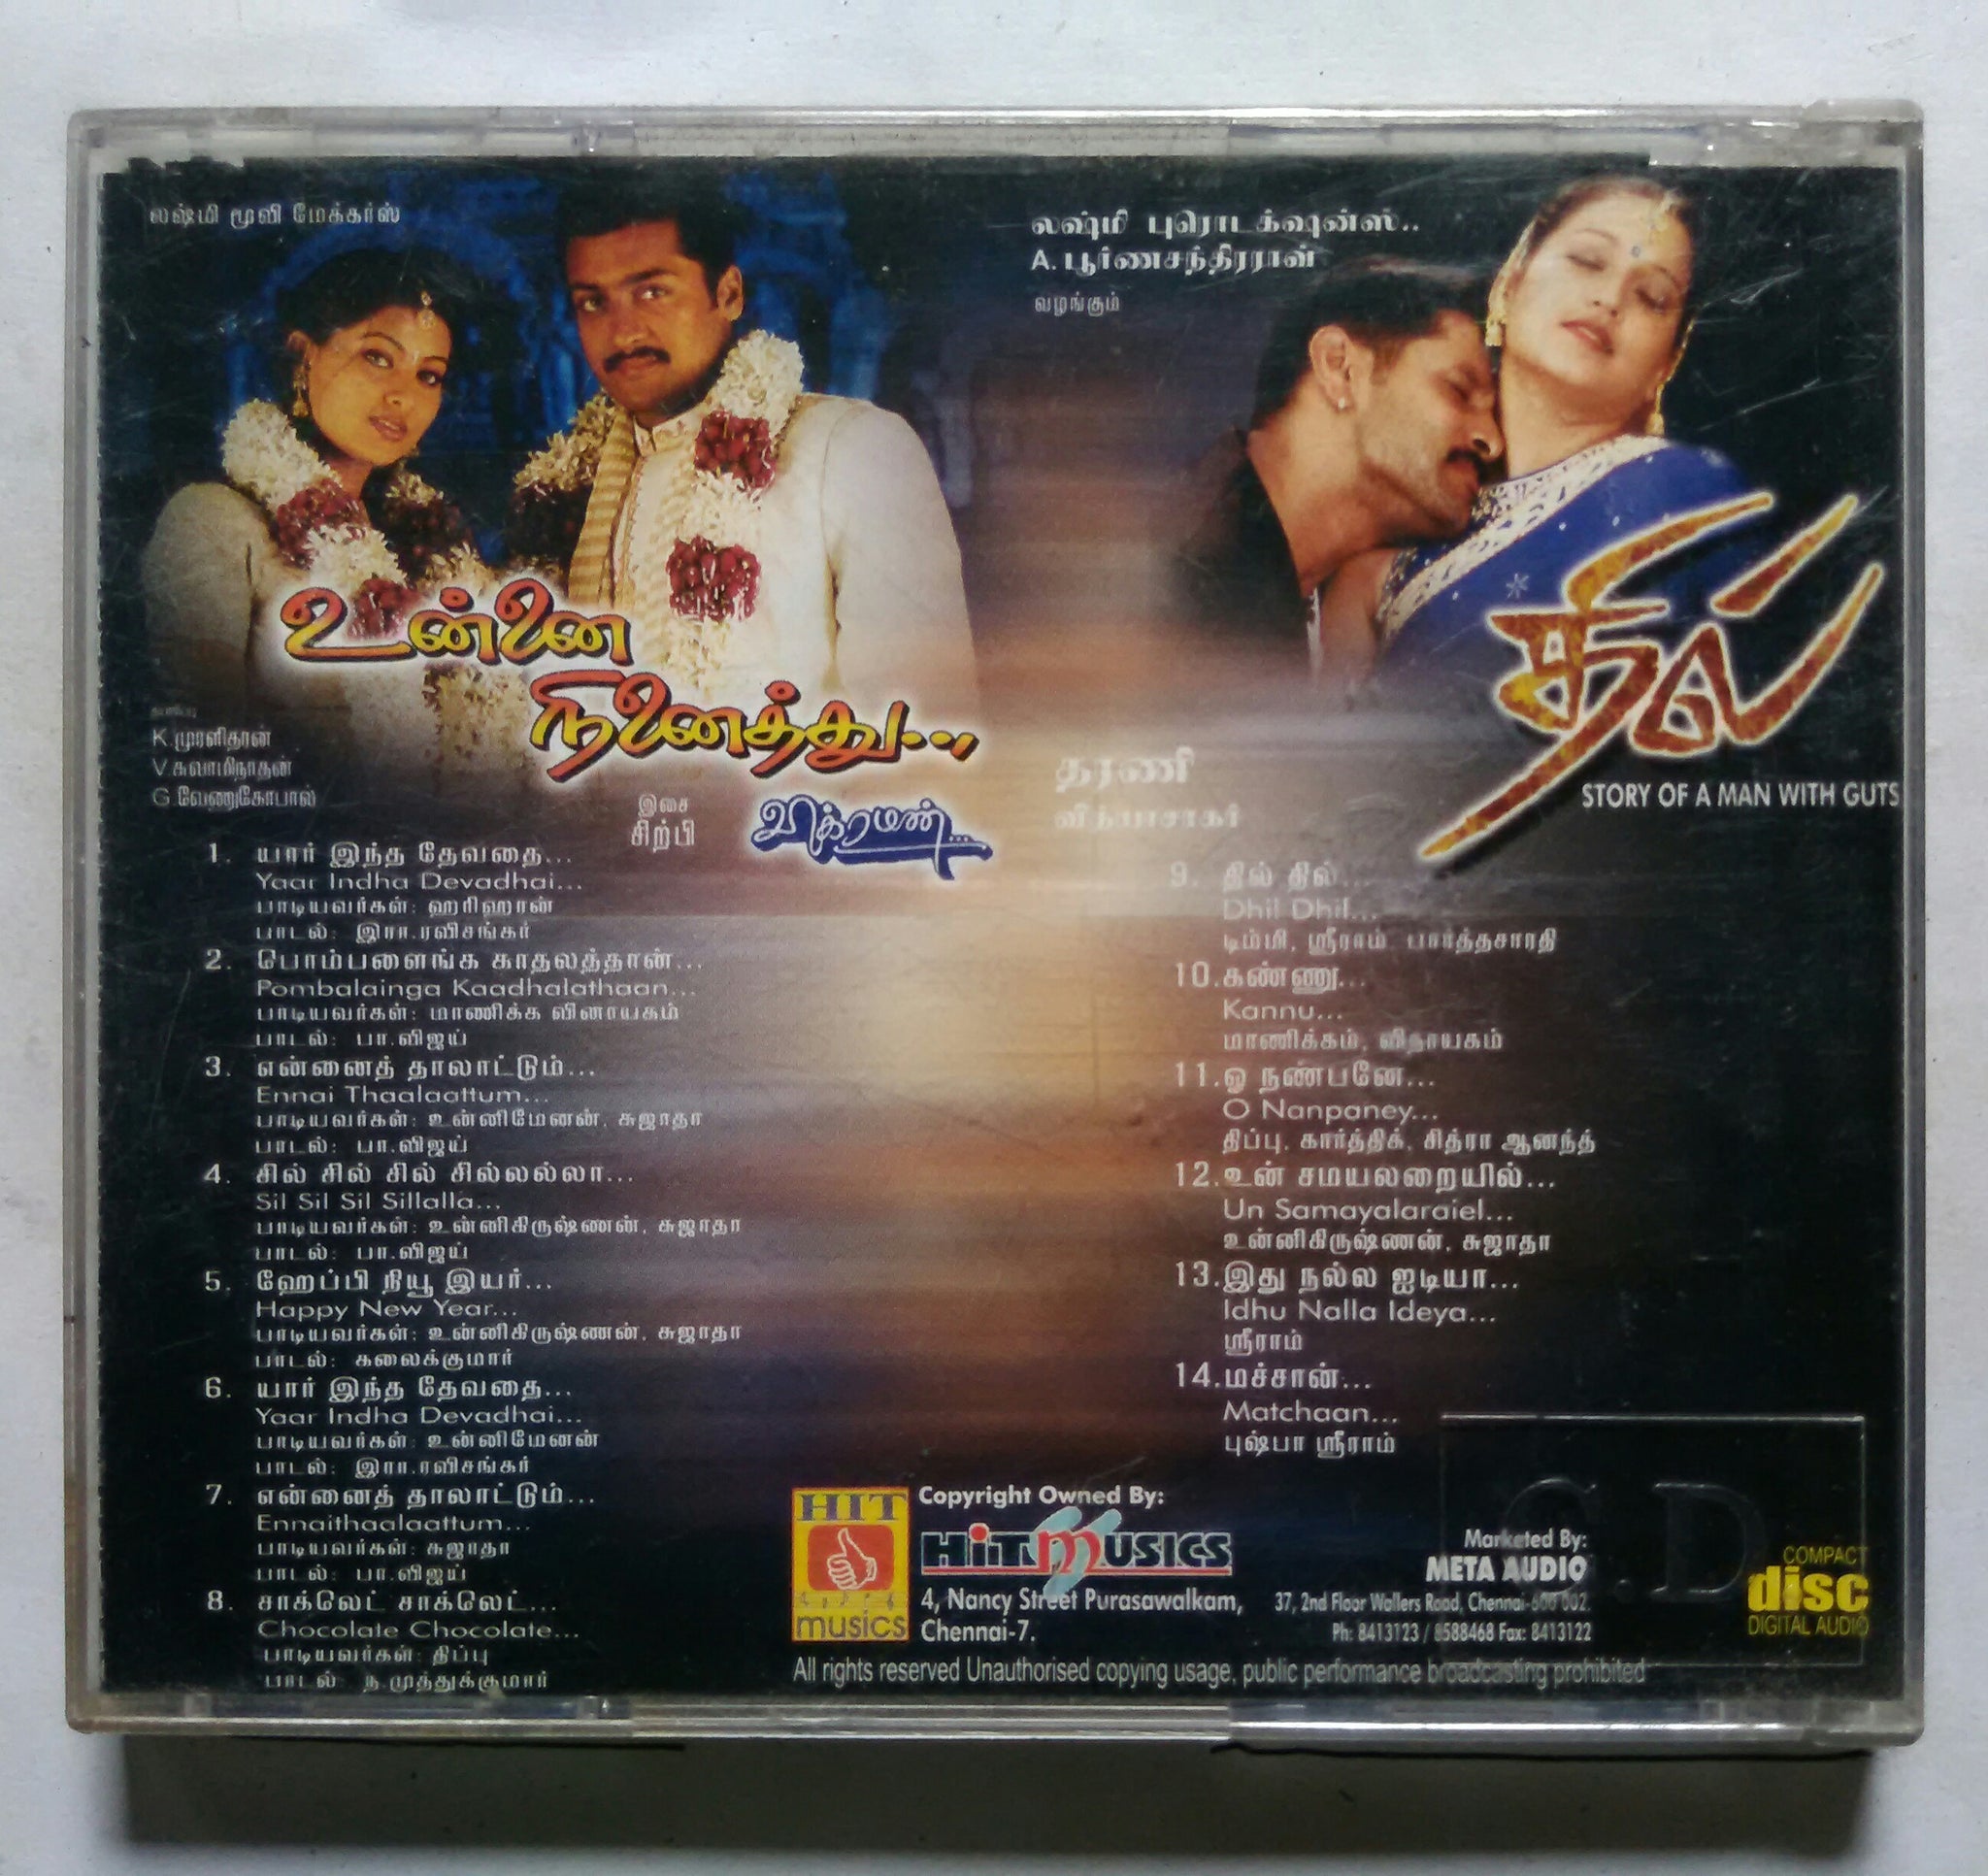 லஷ்மி மூவி மேக்கர்ஸ்
உன்னை
நினைத்து...
K.முரளிதரன்
V.சுவாமிநாதன்
G.வேணுகோபால்
இசை
சிற்பி
விக்ரமன்...
1. யார் இந்த தேவதை...
Yaar Indha Devadhai...
பாடியவர்கள்: ஹரிஹரன்
பாடல்: இரா.ரவிசங்கர்
2. பொம்பளைங்க காதலத்தான்...
Pombalainga Kaadhalathaan...
பாடியவர்கள்: மாணிக்க விநாயகம்
பாடல்: பா.விஜய்
3. என்னைத் தாலாட்டும்...
Ennai Thaalaattum...
பாடியவர்கள்: உன்னிமேனன், சுஜாதா
பாடல்: பா.விஜய்
4. சில் சில் சில் சில்லல்லா...
Sil Sil Sil Sillalla...
பாடியவர்கள்: உன்னிகிருஷ்ணன், சுஜாதா
பாடல்: பா.விஜய்
5. ஹேப்பி நியூ இயர்...
Happy New Year...
பாடியவர்கள்: உன்னிகிருஷ்ணன், சுஜாதா
பாடல்: கலைக்குமார்
6. யார் இந்த தேவதை...
Yaar Indha Devadhai...
பாடியவர்கள்: உன்னிமேனன்
பாடல்: இரா.ரவிசங்கர்
7. என்னைத் தாலாட்டும்...
Ennaithaalaattum...
பாடியவர்கள்: சுஜாதா
பாடல்: பா.விஜய்
8. சாக்லேட் சாக்லேட்...
Chocolate Chocolate...
பாடியவர்கள்: திப்பு
பாடல் ந.முத்துக்குமார்
லஷ்மி புரொடக்ஷன்ஸ்..
A.பூர்ணசந்திரராவ்
வழங்கும்
தில்
STORY OF A MAN WITH GUTS
தரணி
வித்யாசாகர்
9. தில் தில்...
Dhil Dhil...
டிம்மி, ஸ்ரீராம் பார்த்தசாரதி
10.கண்ணு...
Kannu...
மாணிக்கம், விநாயகம்
11.ஓ நண்பனே...
O Nanpaney...
திப்பு, கார்த்திக், சித்ரா ஆனந்த்
12.உன் சமயலறையில்...
Un Samayalaraiel...
உன்னிகிருஷ்ணன், சுஜாதா
13.இது நல்ல ஐடியா...
Idhu Nalla Ideya...
ஸ்ரீராம்
14.மச்சான்...
Matchaan...
புஷ்பா ஸ்ரீராம்
HIT
musics
Copyright Owned By:
HiT MUSICS
4, Nancy Street Purasawalkam,
Chennai-7.
Marketed By:
META AUDIO
37, 2nd Floor Wallers Road, Chennai-600 002.
Ph: 8413123 / 8588468 Fax: 8413122
C.D
COMPACT
disc
DIGITAL AUDIO
All rights reserved Unauthorised copying usage, public performance broadcasting prohibited